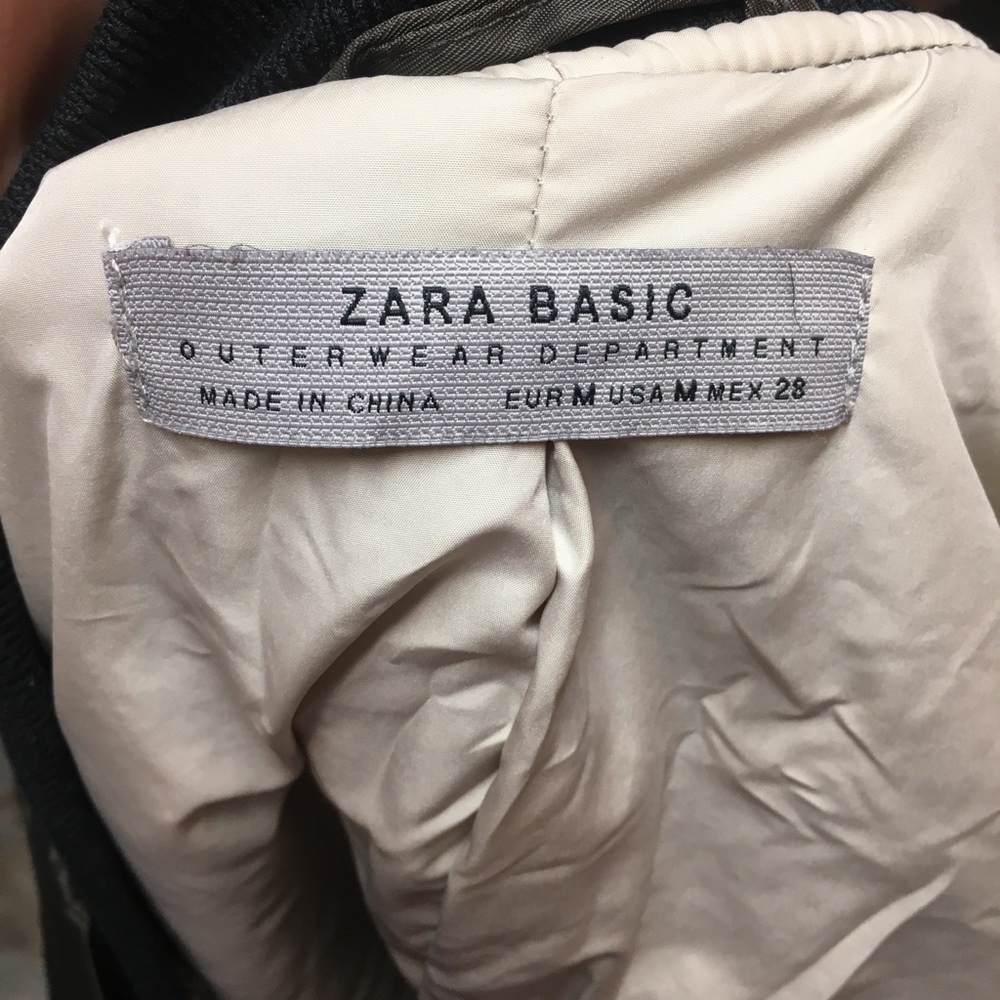 ZARA BASIC
OUTERWEAR DEPARTMENT
MADE IN CHINA EUR M USA M MEX 28